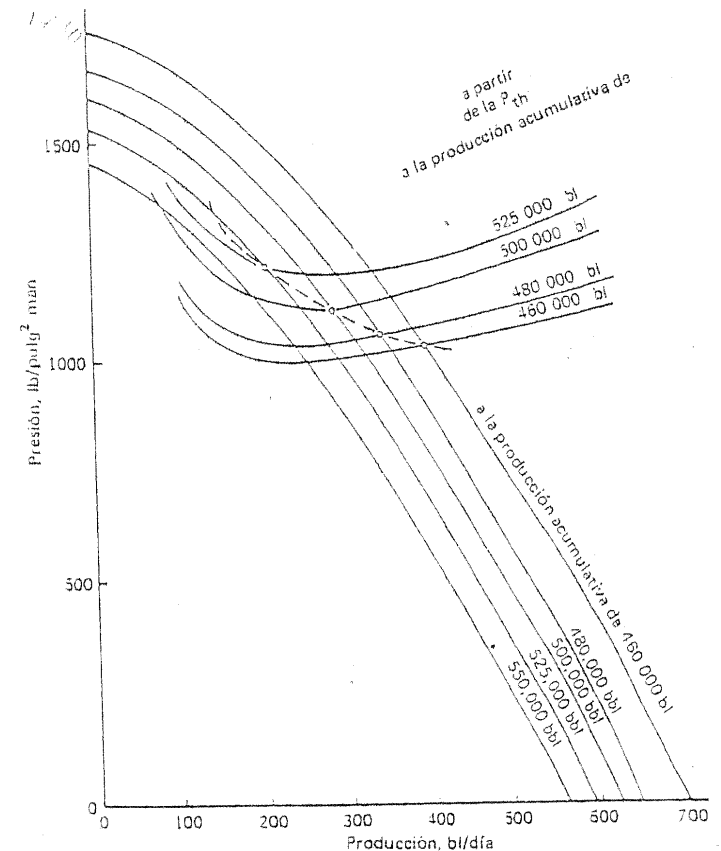 a partir
de la P th
a la producción acumulativa de
1500
525 000 bl
500 000 bl
480 000 bl
460 000 bl
1000
Presión, lb/pulg² man
a la producción acumulativa de 460 000 bl
500
480,000 bbl
500,000 bbl
525,000 bbl
550,000 bbl
0
0 100 200 300 400 500 600 700
Producción, bl/día